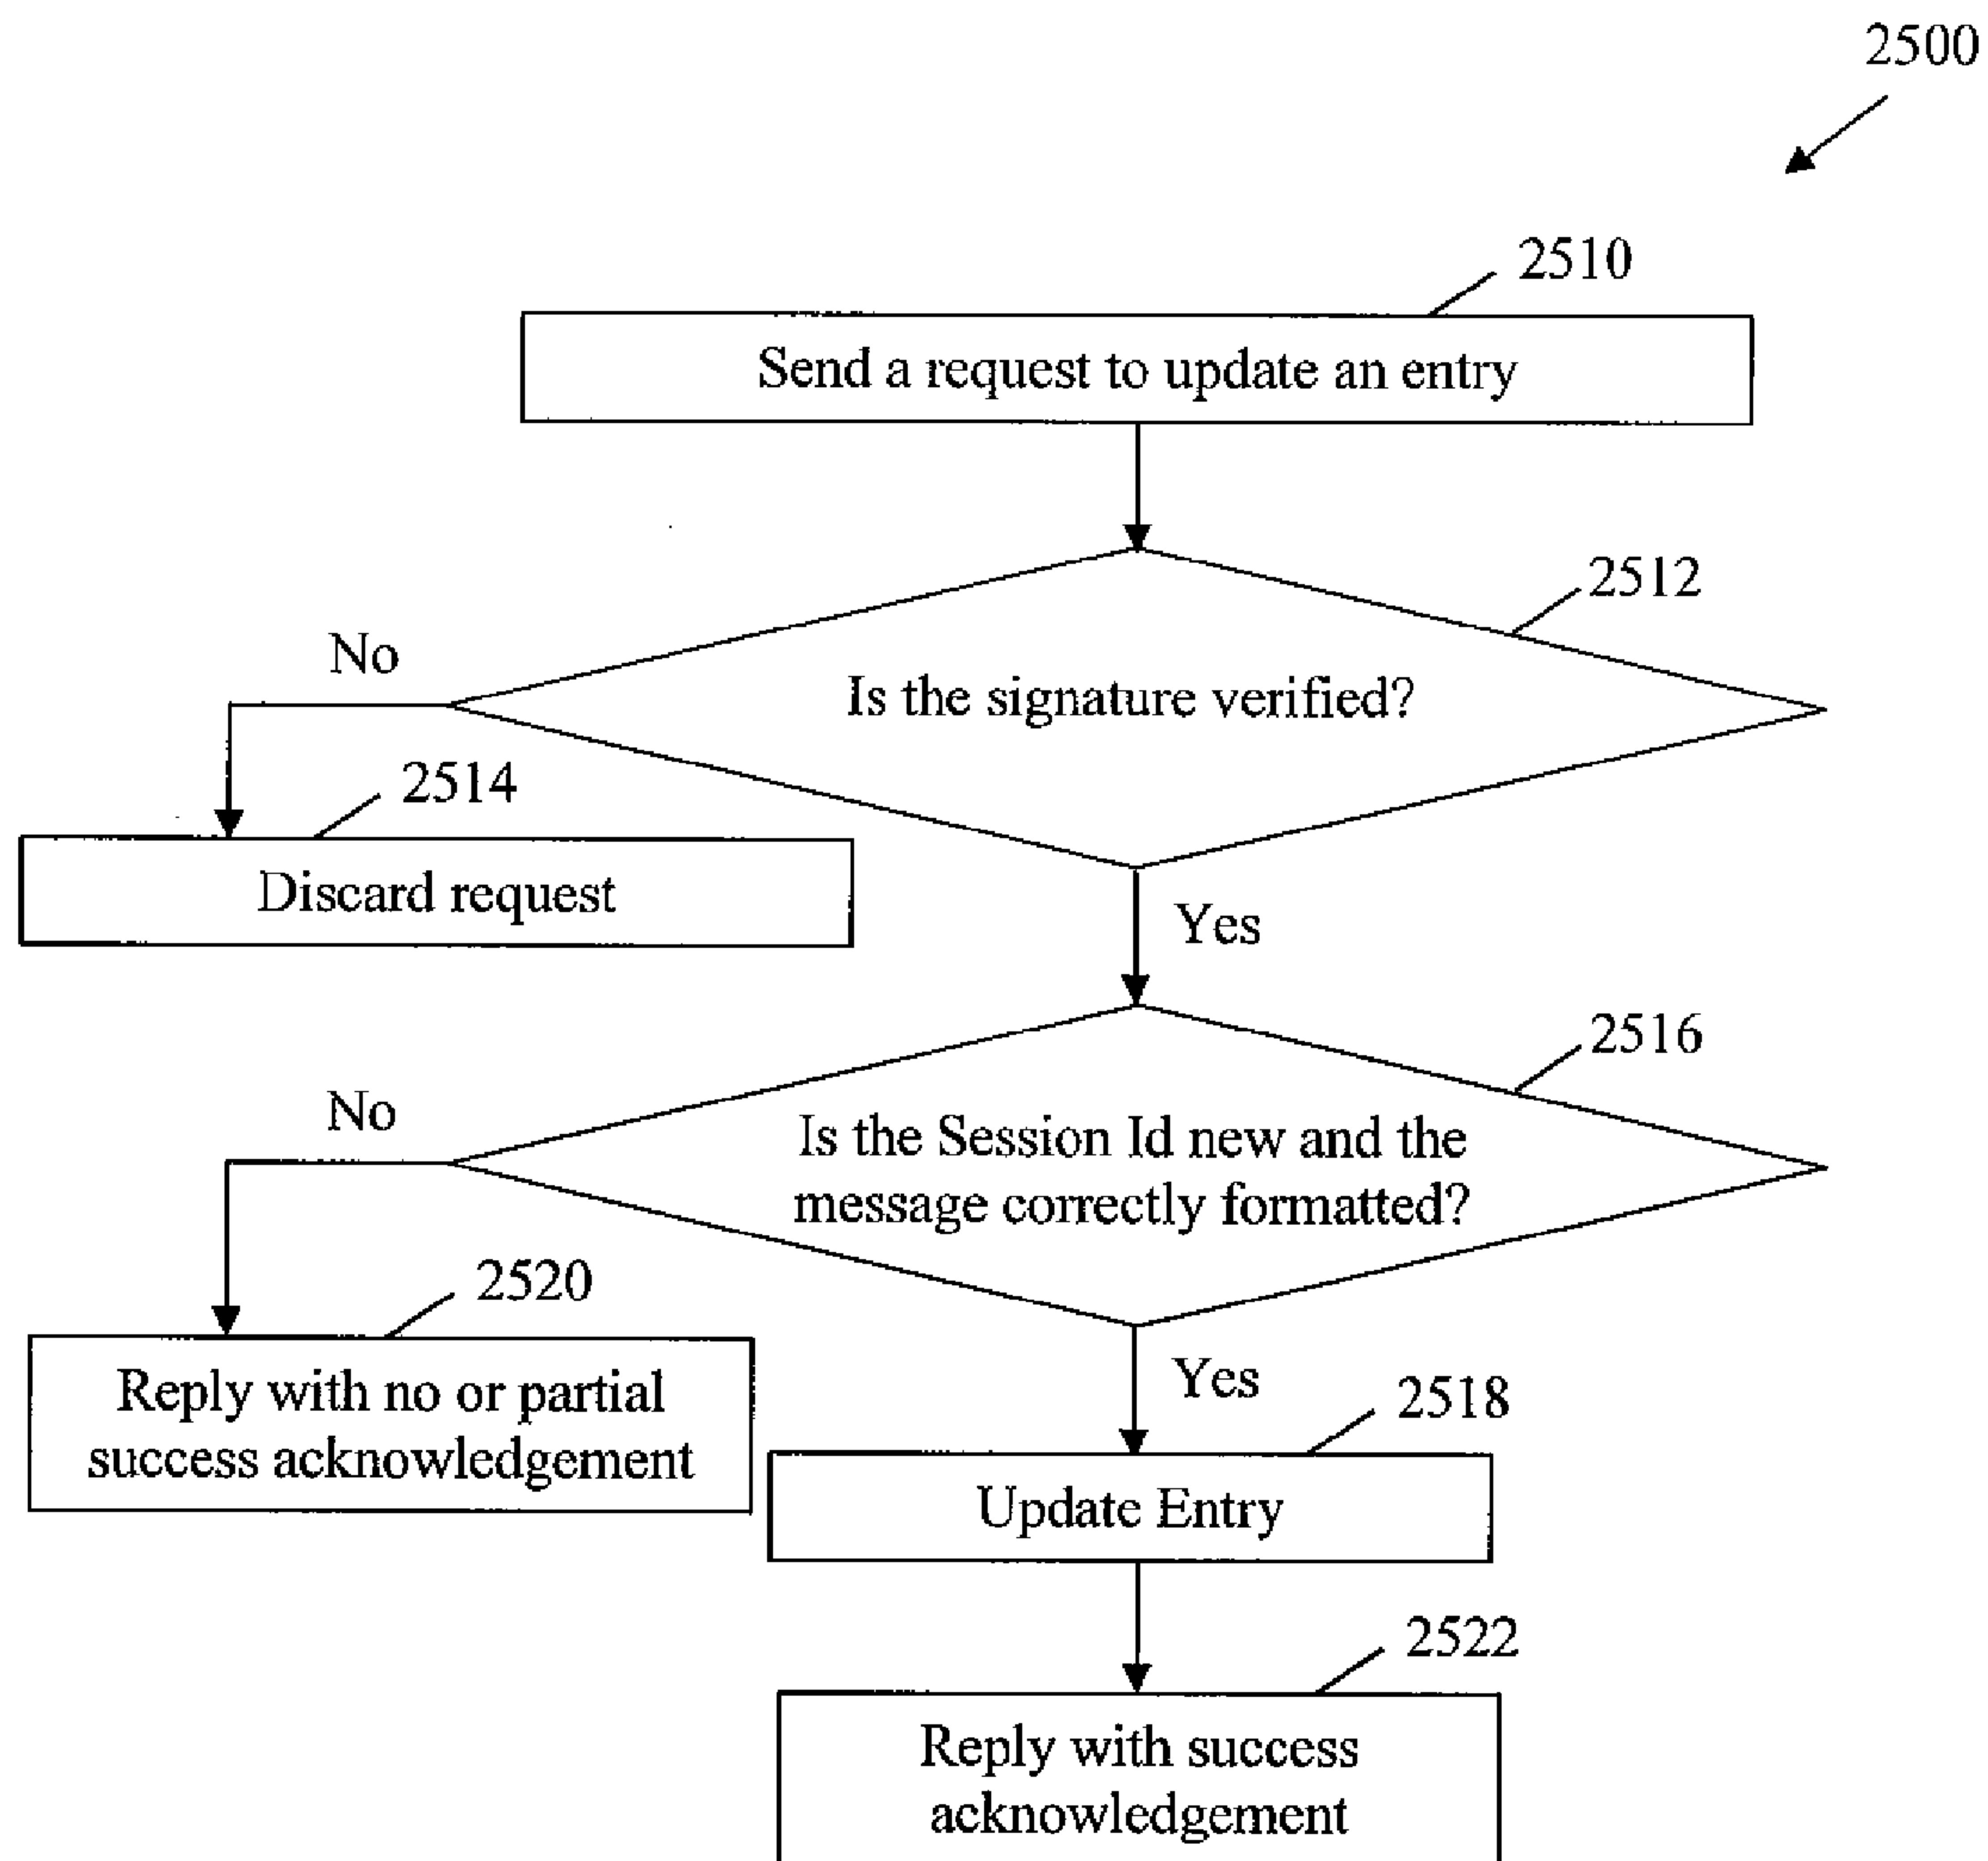 2500
2510
Send a request to update an entry
2512
No
Is the signature verified?
2514
Discard request
Yes
2516
No
Is the Session Id new and the
message correctly formatted?
2520
Reply with no or partial
success acknowledgement
Yes
2518
Update Entry
2522
Reply with success
acknowledgement